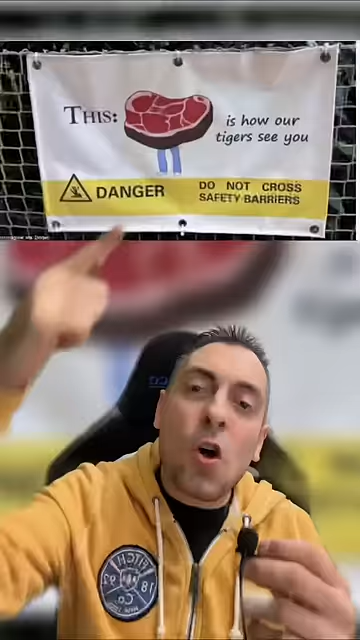 THIS:
is how our
tigers see you
DANGER
DO NOT CROSS
SAFETY BARRIERS